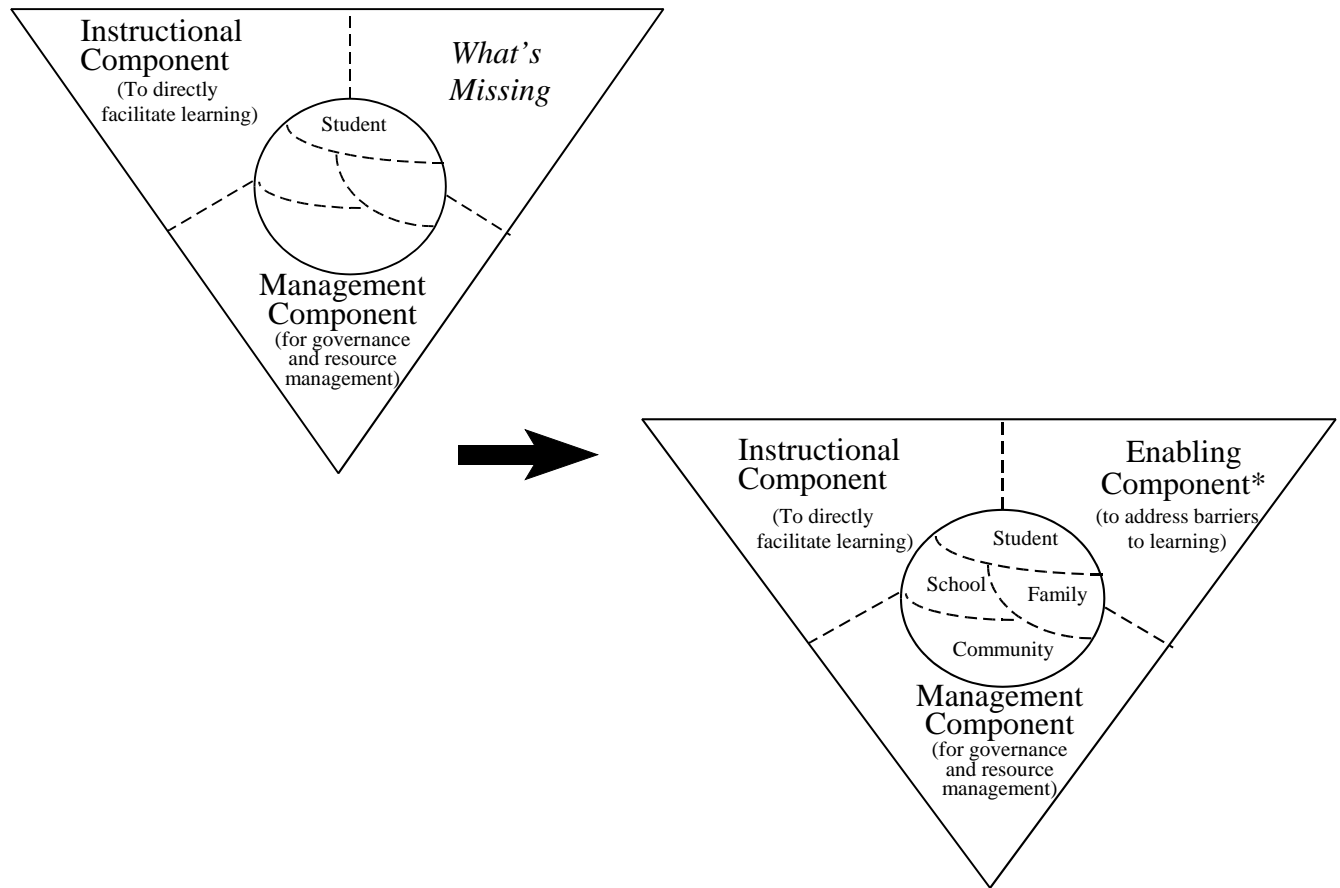 Instructional
Component
(To directly
facilitate learning)
What's
Missing
Student
Management
Component
(for governance
and resource
management)
Instructional
Component
(To directly
facilitate learning)
Enabling
Component*
(to address barriers
to learning)
Student
School
Family
Community
Management
Component
(for governance
and resource
management)